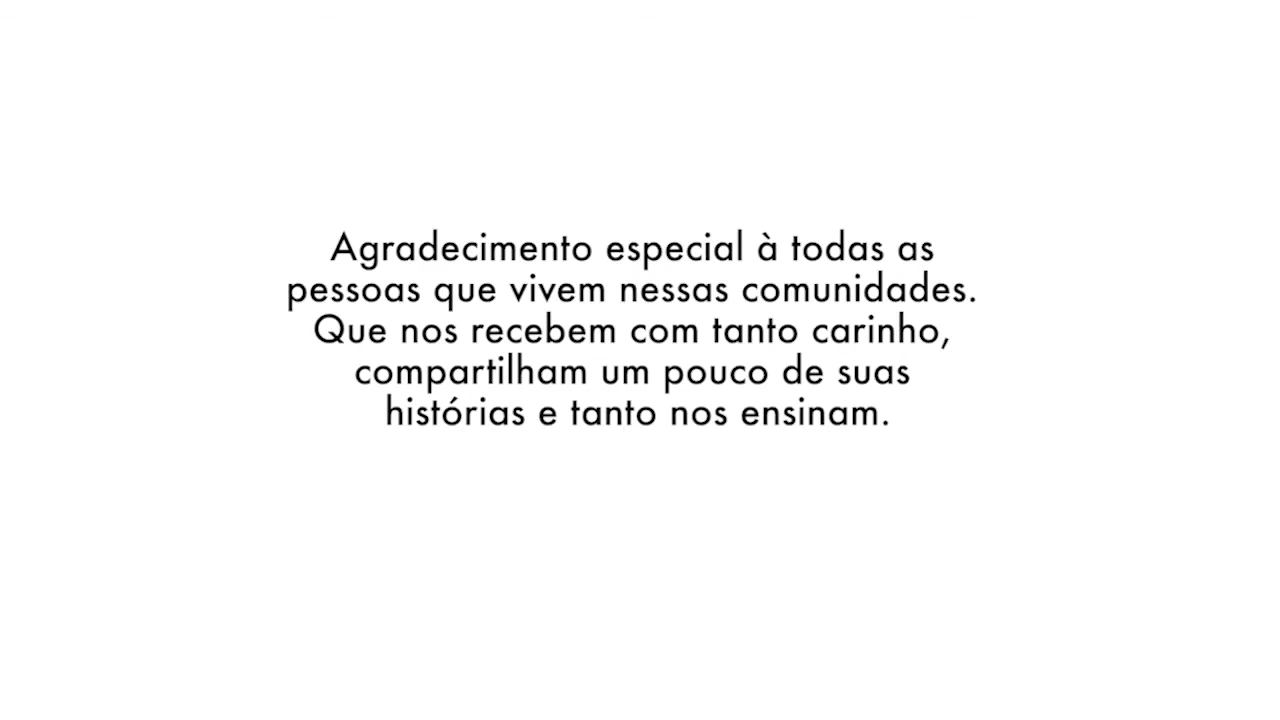 Agradecimento especial à todas as
pessoas que vivem nessas comunidades.
Que nos recebem com tanto carinho,
compartilham um pouco de suas
histórias e tanto nos ensinam.